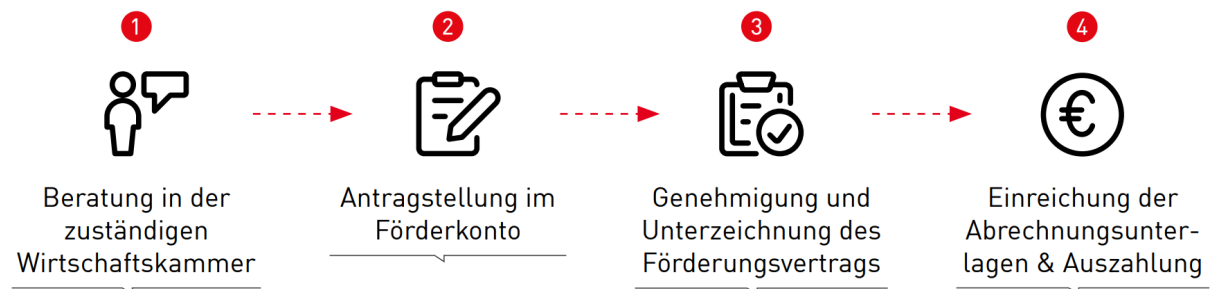 1
Beratung in der
zuständigen
Wirtschaftskammer
2
Antragstellung im
Förderkonto
3
Genehmigung und
Unterzeichnung des
Förderungsvertrags
4
€
Einreichung der
Abrechnungsunter-
lagen & Auszahlung